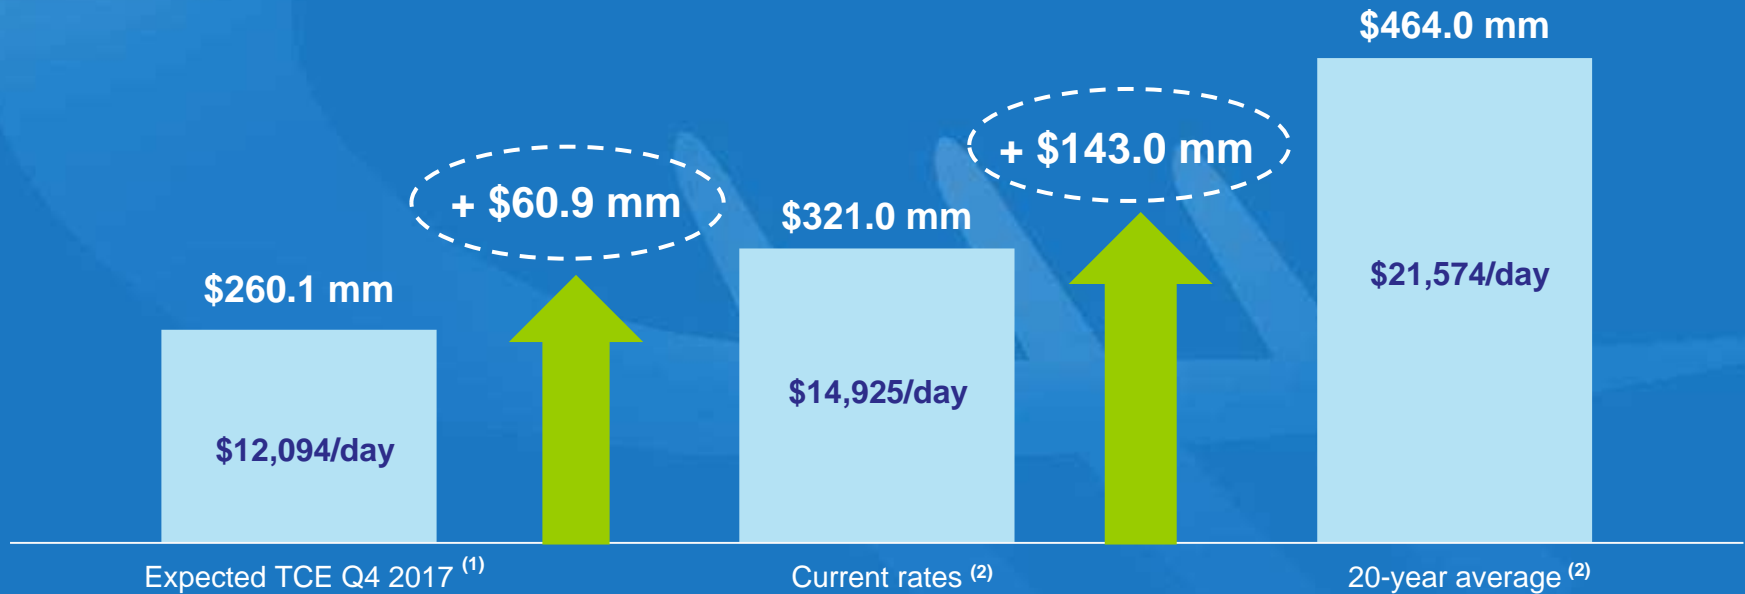 $464.0 mm
+ $143.0 mm
+ $60.9 mm
$321.0 mm
$260.1 mm
$21,574/day
$14,925/day
$12,094/day
Expected TCE Q4 2017 (1)
Current rates (2)
20-year average (2)